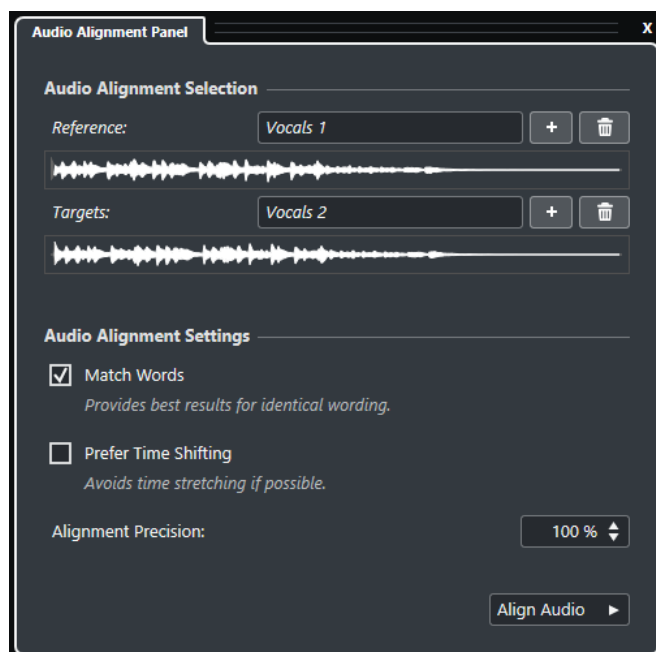 Audio Alignment Panel
X
Audio Alignment Selection
Reference: Vocals 1 +
Targets: Vocals 2 +
Audio Alignment Settings
Match Words
Provides best results for identical wording.
Prefer Time Shifting
Avoids time stretching if possible.
Alignment Precision: 100 %
Align Audio